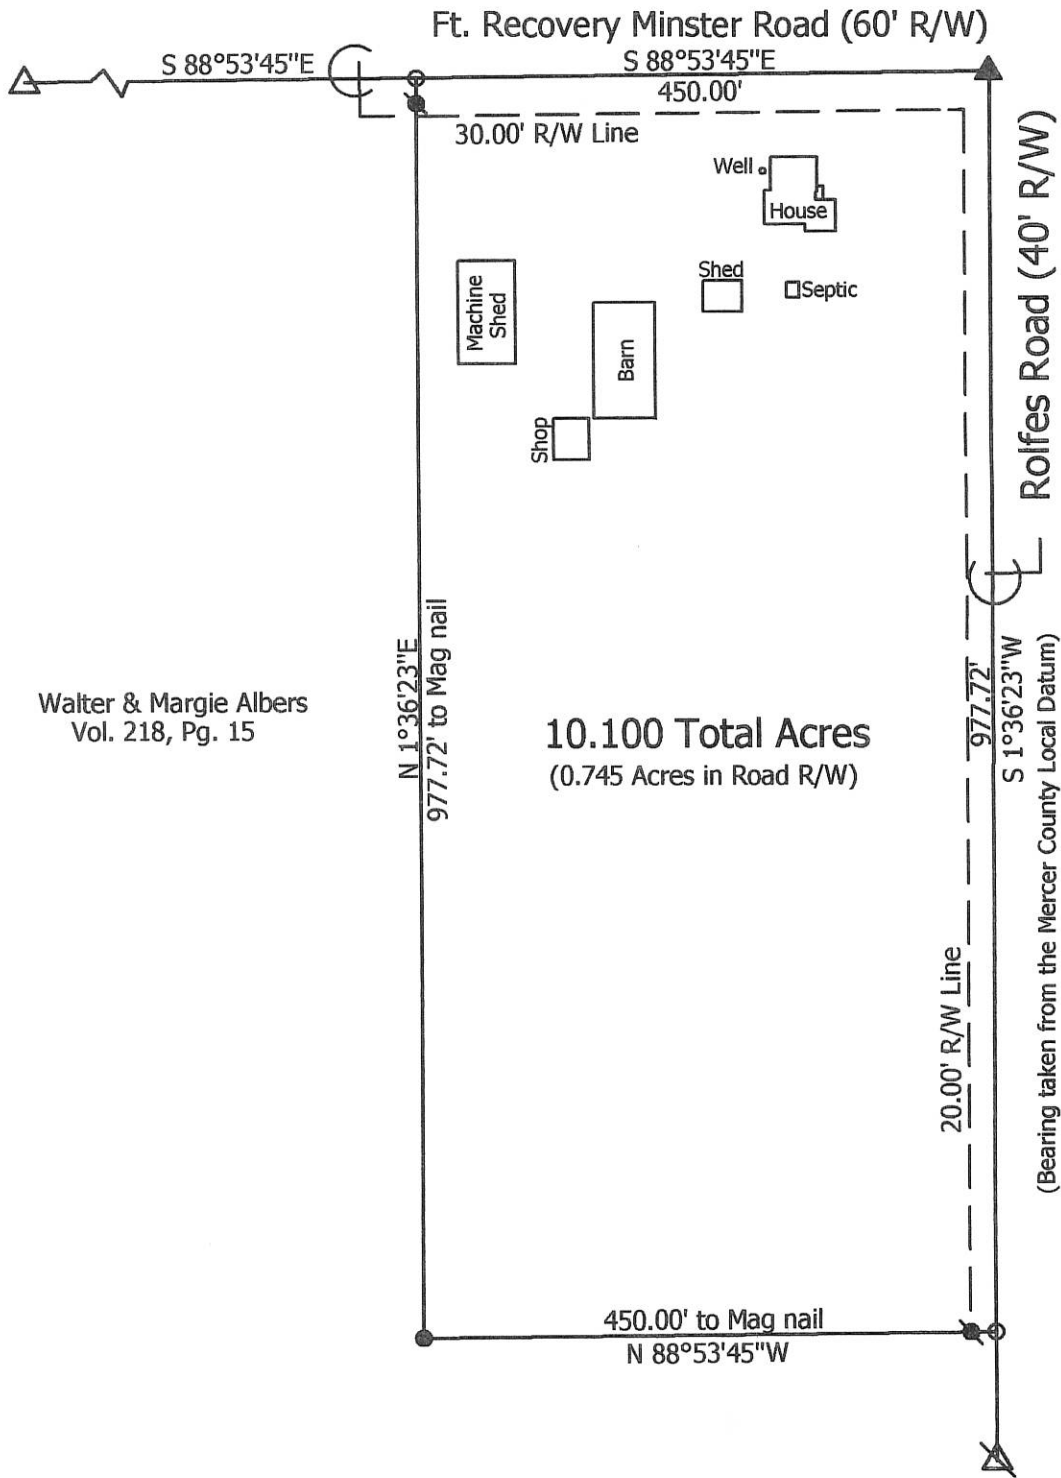 Ft. Recovery Minster Road (60' R/W)
S 88°53'45"E
S 88°53'45"E
450.00'
30.00' R/W Line
Well
House
Shed
Septic
Machine
Shed
Barn
Shop
Rolfes Road (40' R/W)
N 1°36'23"E
977.72' to Mag nail
Walter & Margie Albers
Vol. 218, Pg. 15
10.100 Total Acres
(0.745 Acres in Road R/W)
977.72'
S 1°36'23"W
(Bearing taken from the Mercer County Local Datum)
20.00' R/W Line
450.00' to Mag nail
N 88°53'45"W